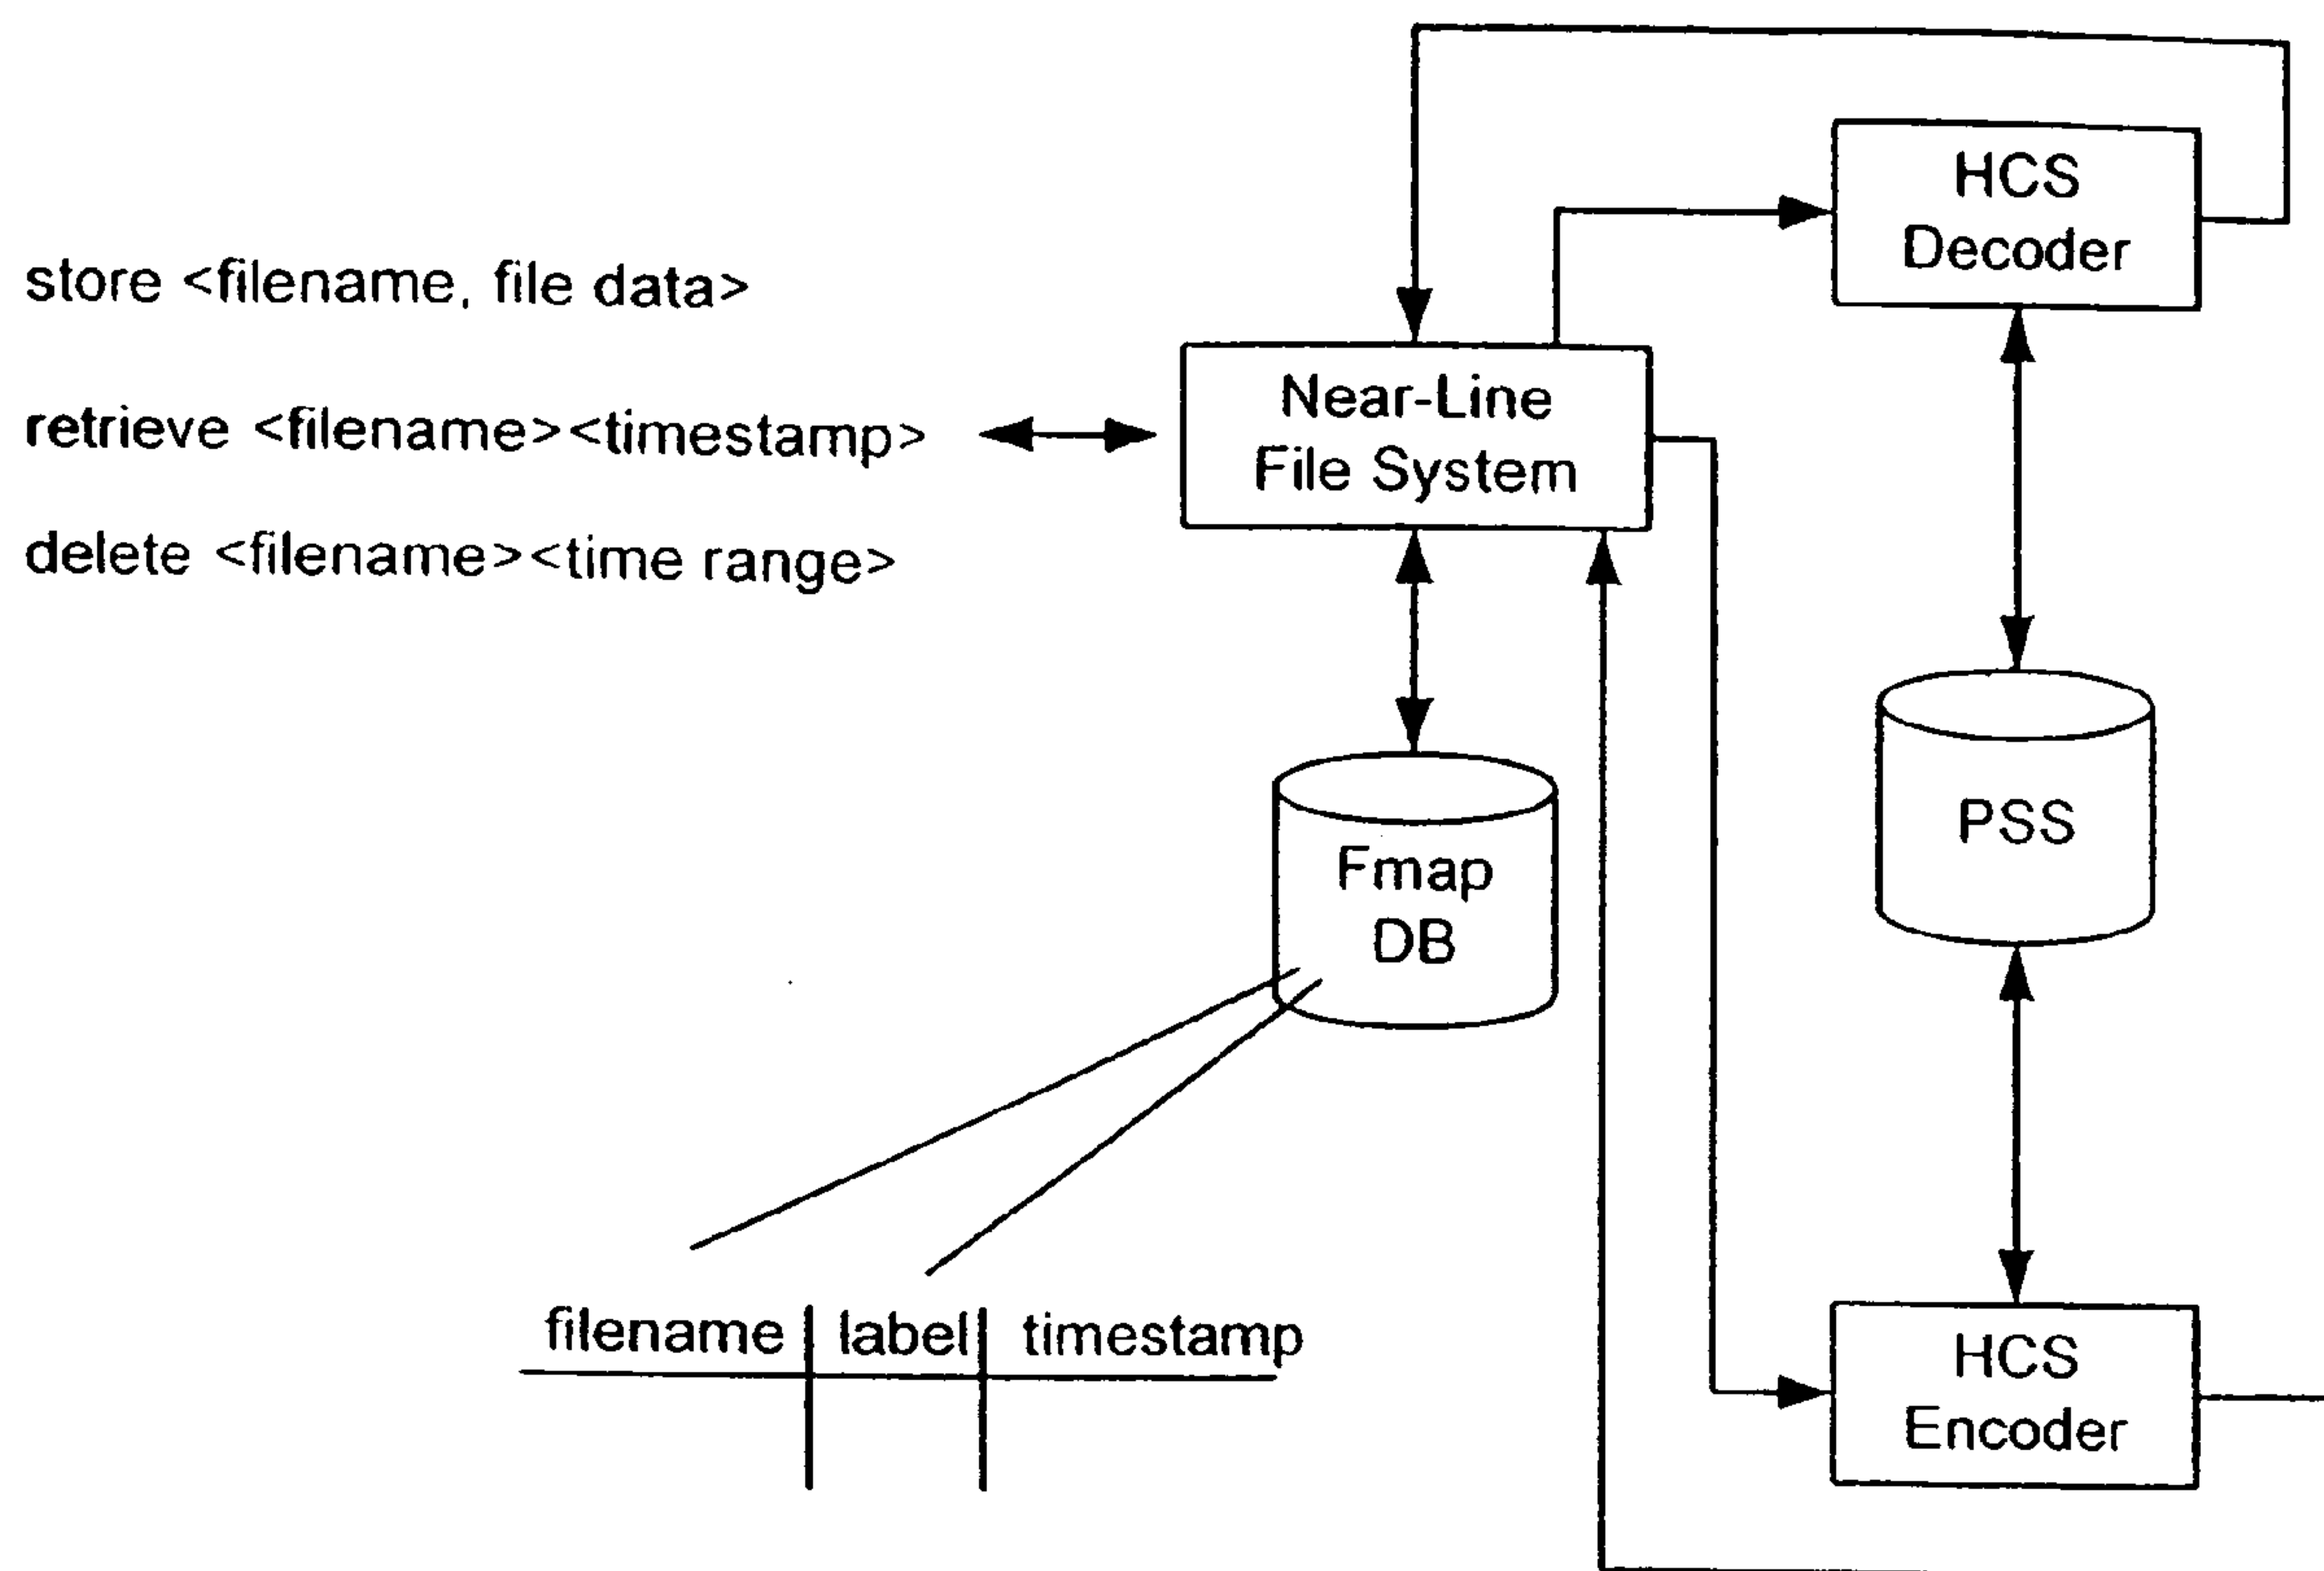 store <filename, file data>
retrieve <filename><timestamp>
delete <filename><time range>
HCS
Decoder
Near-Line
File System
PSS
Fmap
DB
filename label timestamp
HCS
Encoder